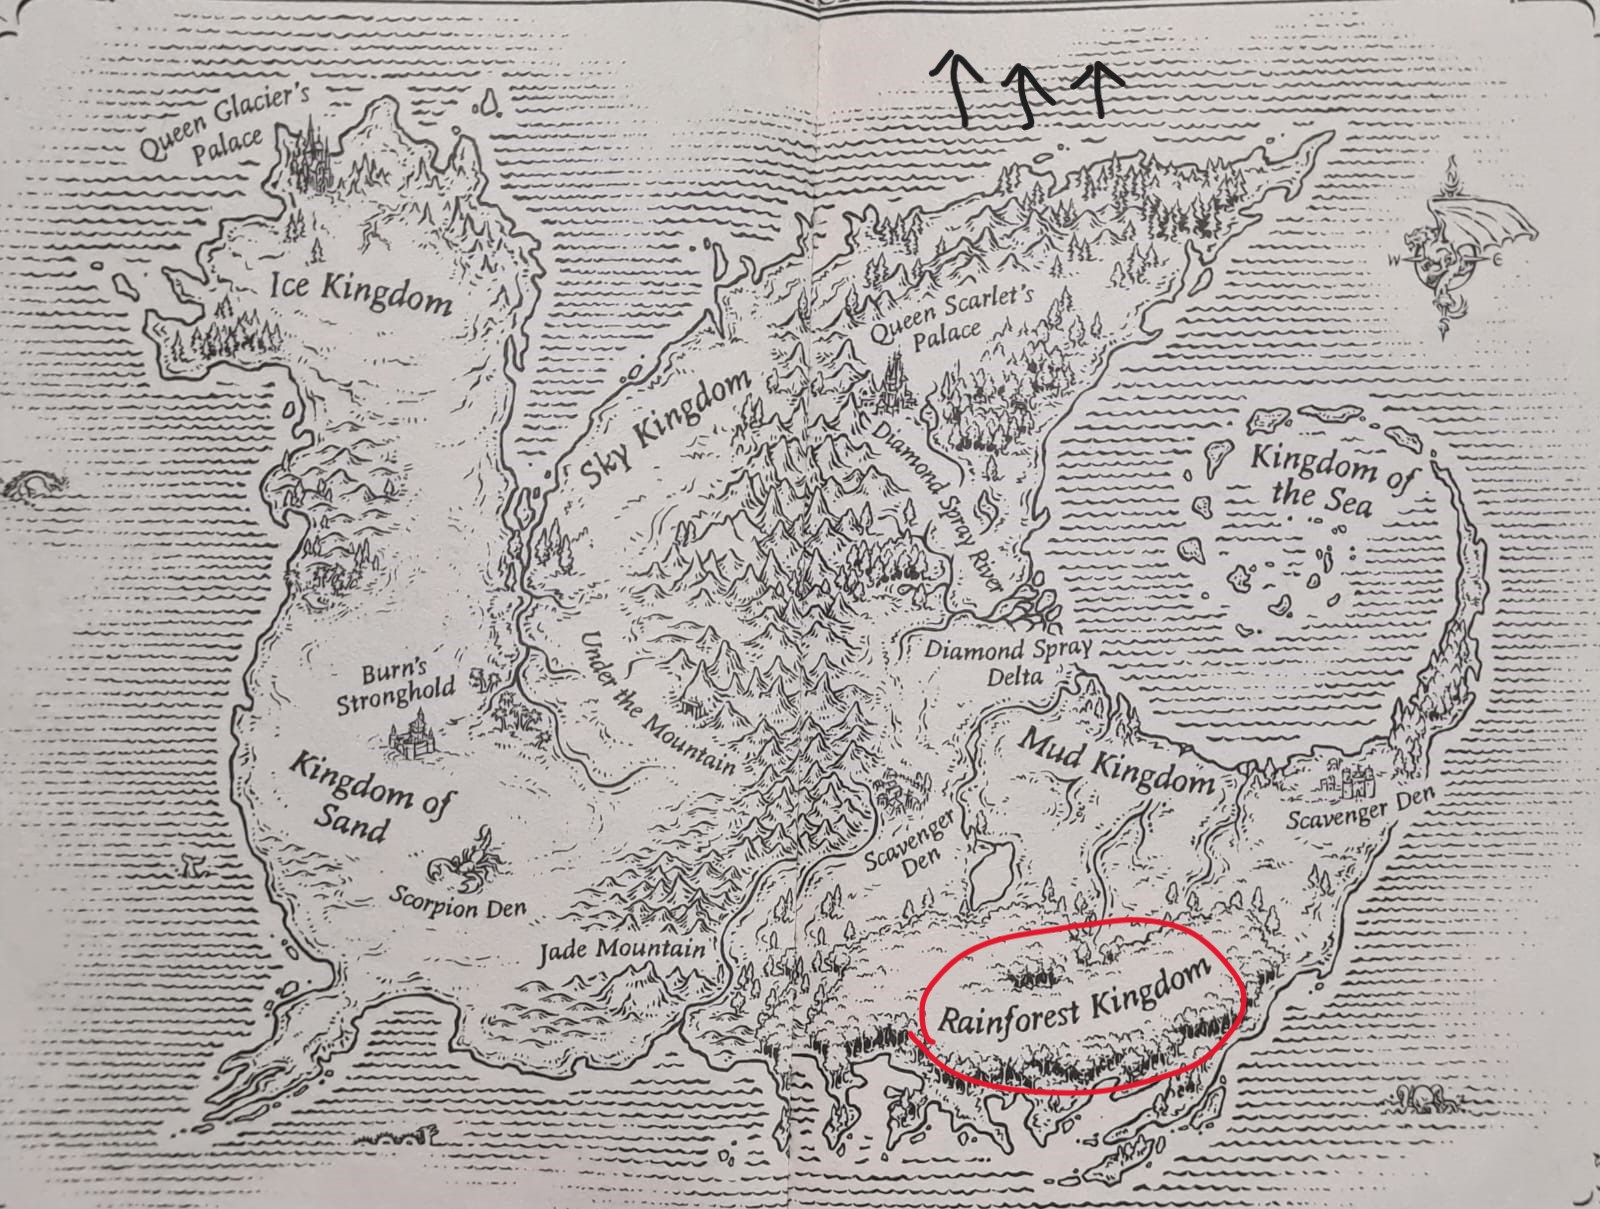 Queen Glacier's
Palace
Ice Kingdom
Queen Scarlet's
Palace
W
E
Sky Kingdom
Diamond Spray River
Kingdom of
the Sea
Burn's
Stronghold
Under the Mountain
Diamond Spray
Delta
Mud Kingdom
Kingdom of
Sand
Scavenger
Den
Scavenger Den
Scorpion Den
Jade Mountain
Rainforest Kingdom